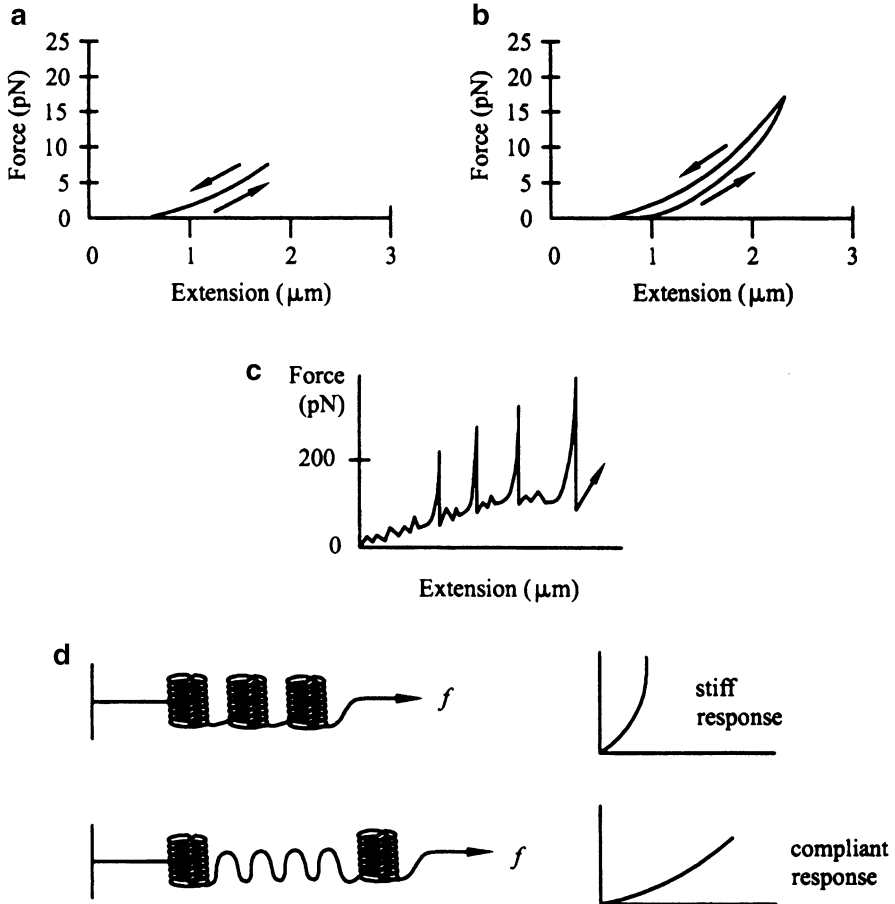 a
25
20
15
10
5
0
Force (pN)
0 1 2 3
Extension (μm)
b
25
20
15
10
5
0
Force (pN)
0 1 2 3
Extension (μm)
c
Force
(pN)
200
0
Extension (μm)
d
f
stiff
response
f
compliant
response